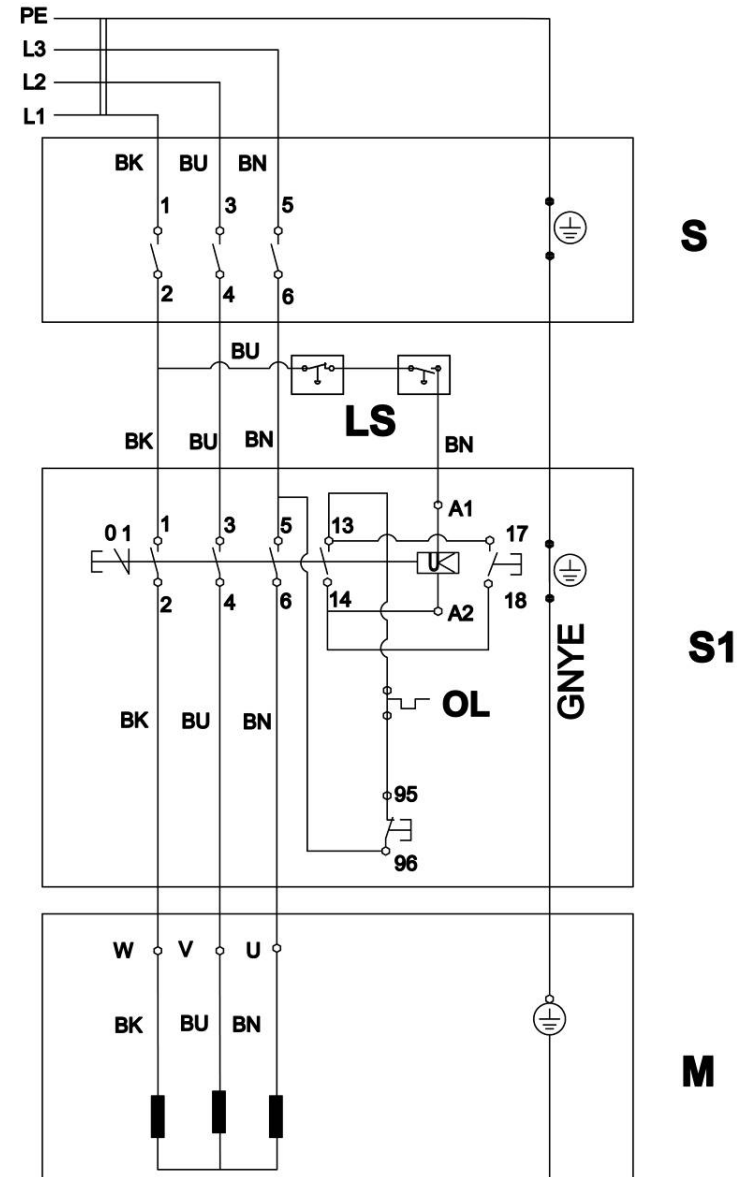 PE
L3
L2
L1
BK BU BN
1 3 5
S
2 4 6
BU
LS
BK BU BN BN
A1
0 1 1 3 5 13 17
U
2 4 6 14 A2 18
GNYE
S1
OL
BK BU BN
95
96
W V U
BK BU BN
M